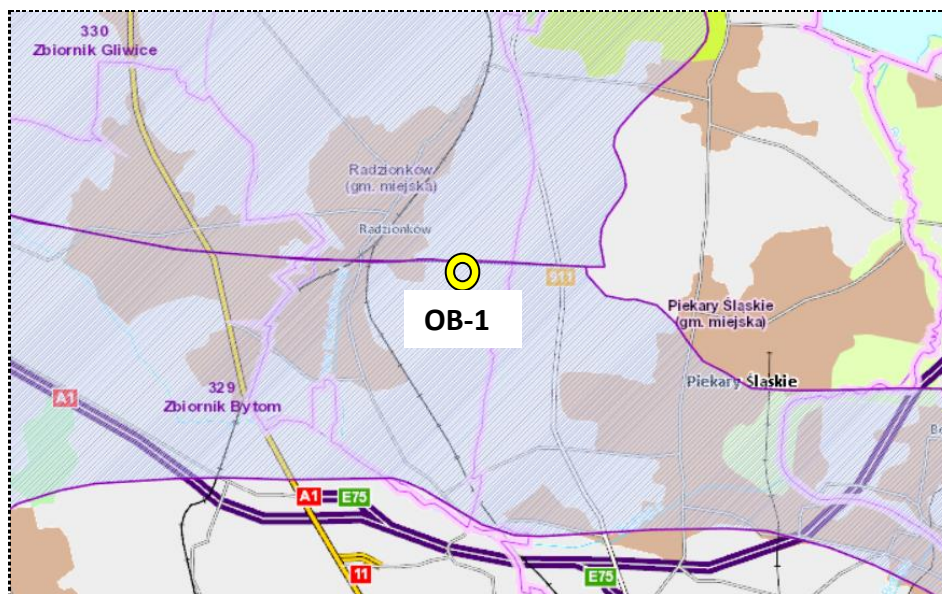 330
Zbiornik Gliwice
Radzionków
(gm. miejska)
Radzionków
911
OB-1
Piekary Śląskie
(gm. miejska)
Piekary Śląskie
329
Zbiornik Bytom
A1
A1
E75
11
E75